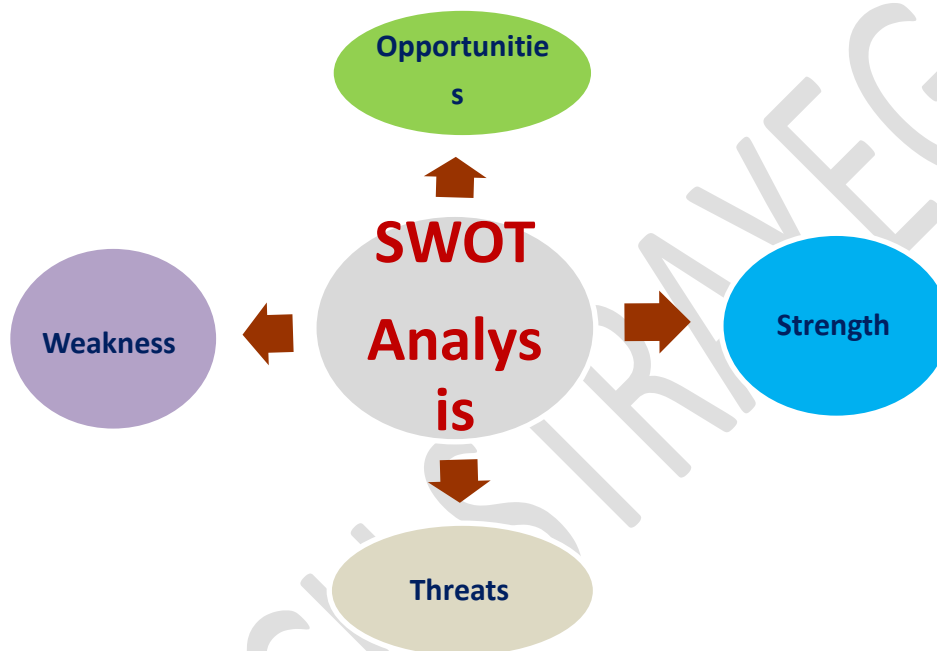 Opportunitie
s
SWOT
Analys
is
Weakness
Strength
Threats